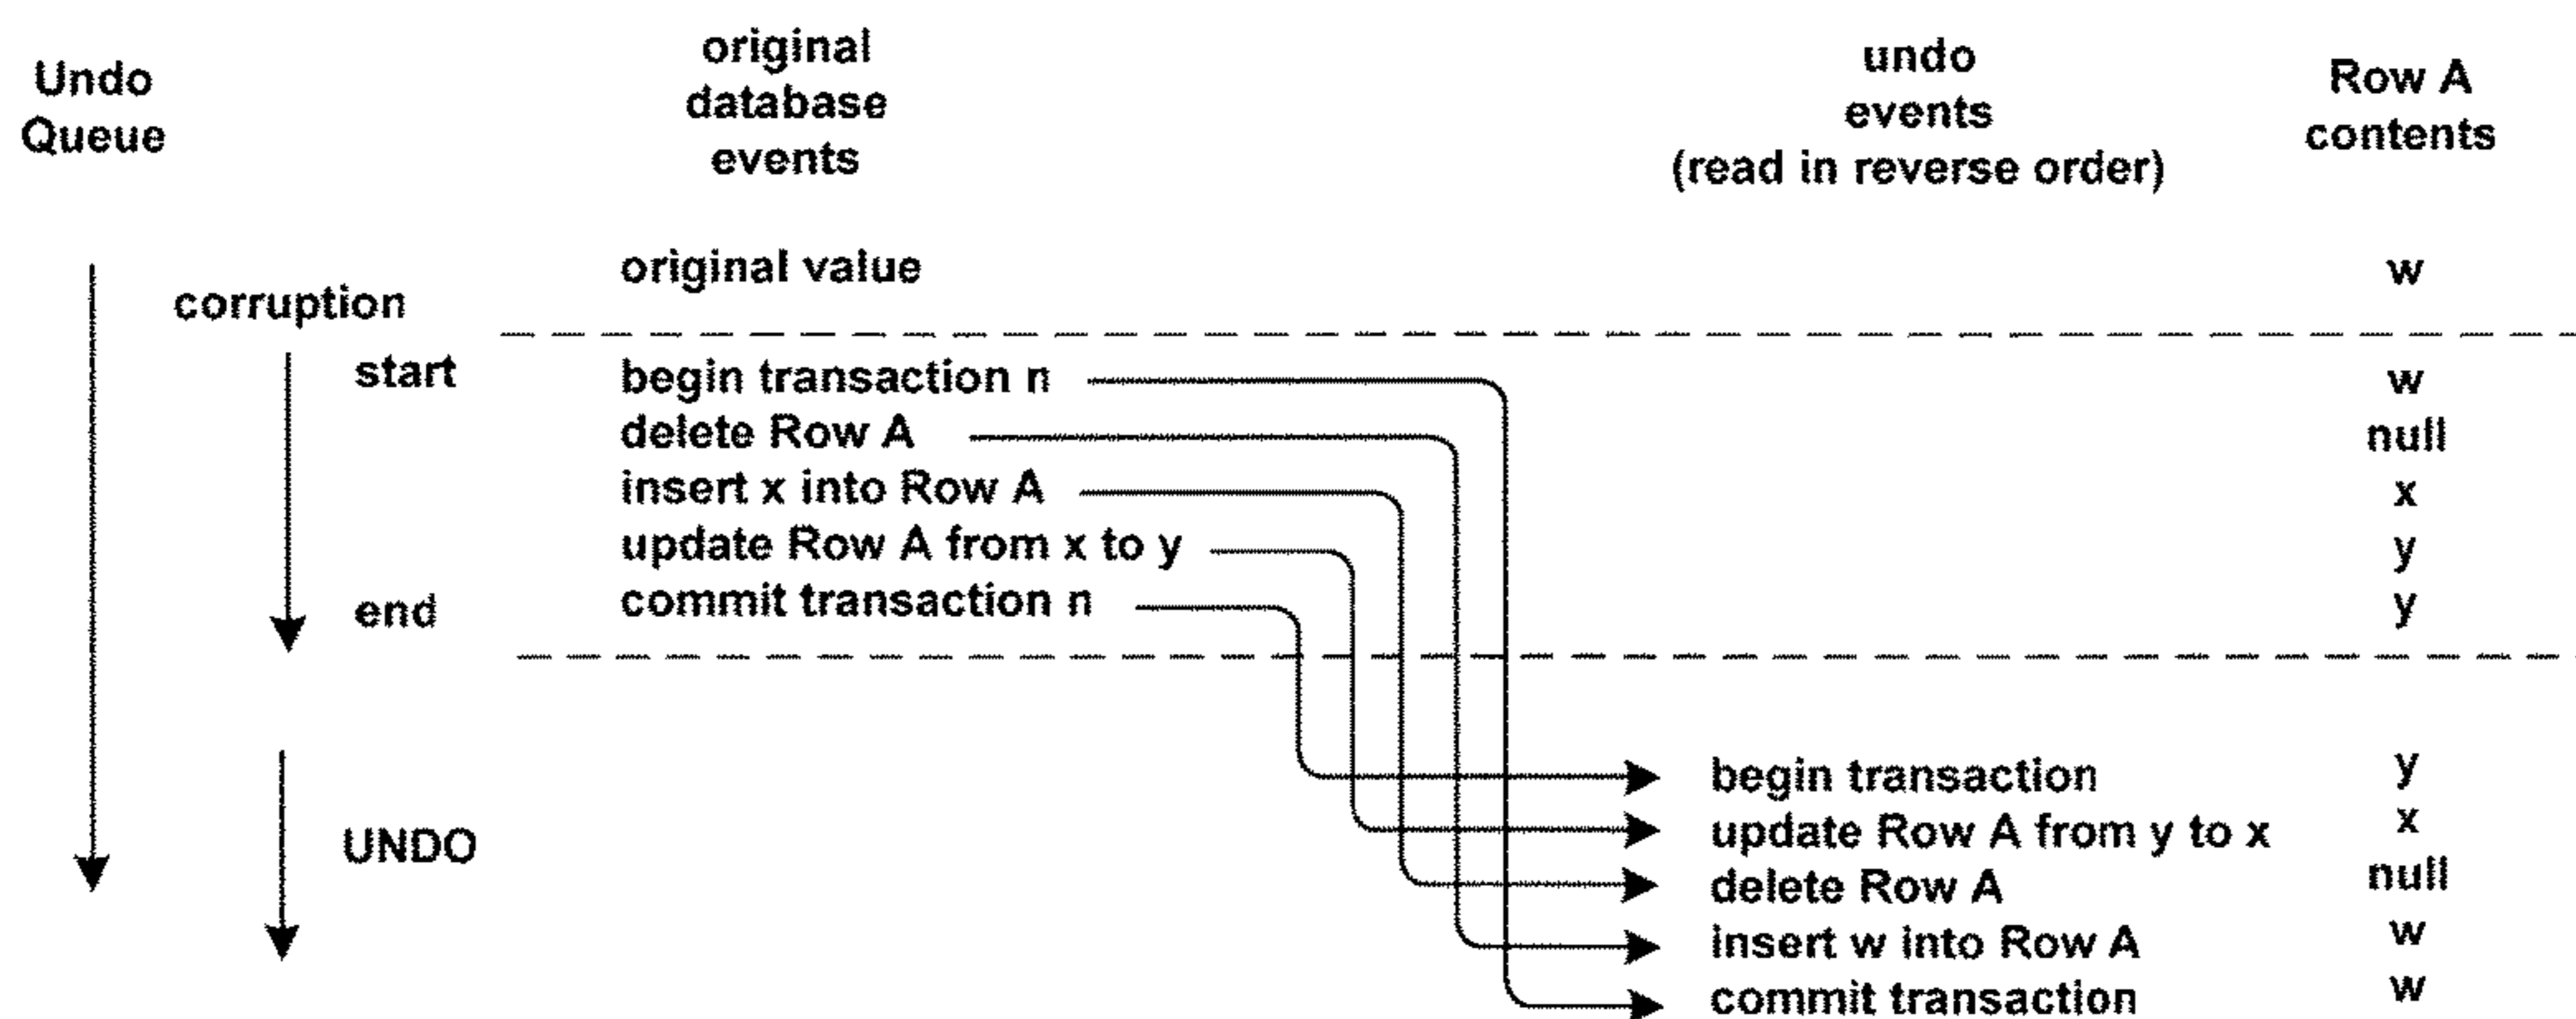 Undo
Queue
original
database
events
undo
events
(read in reverse order)
Row A
contents
original value
w
corruption
start
begin transaction n
w
delete Row A
null
insert x into Row A
x
update Row A from x to y
y
end
commit transaction n
y
begin transaction
y
UNDO
update Row A from y to x
x
delete Row A
null
insert w into Row A
w
commit transaction
w